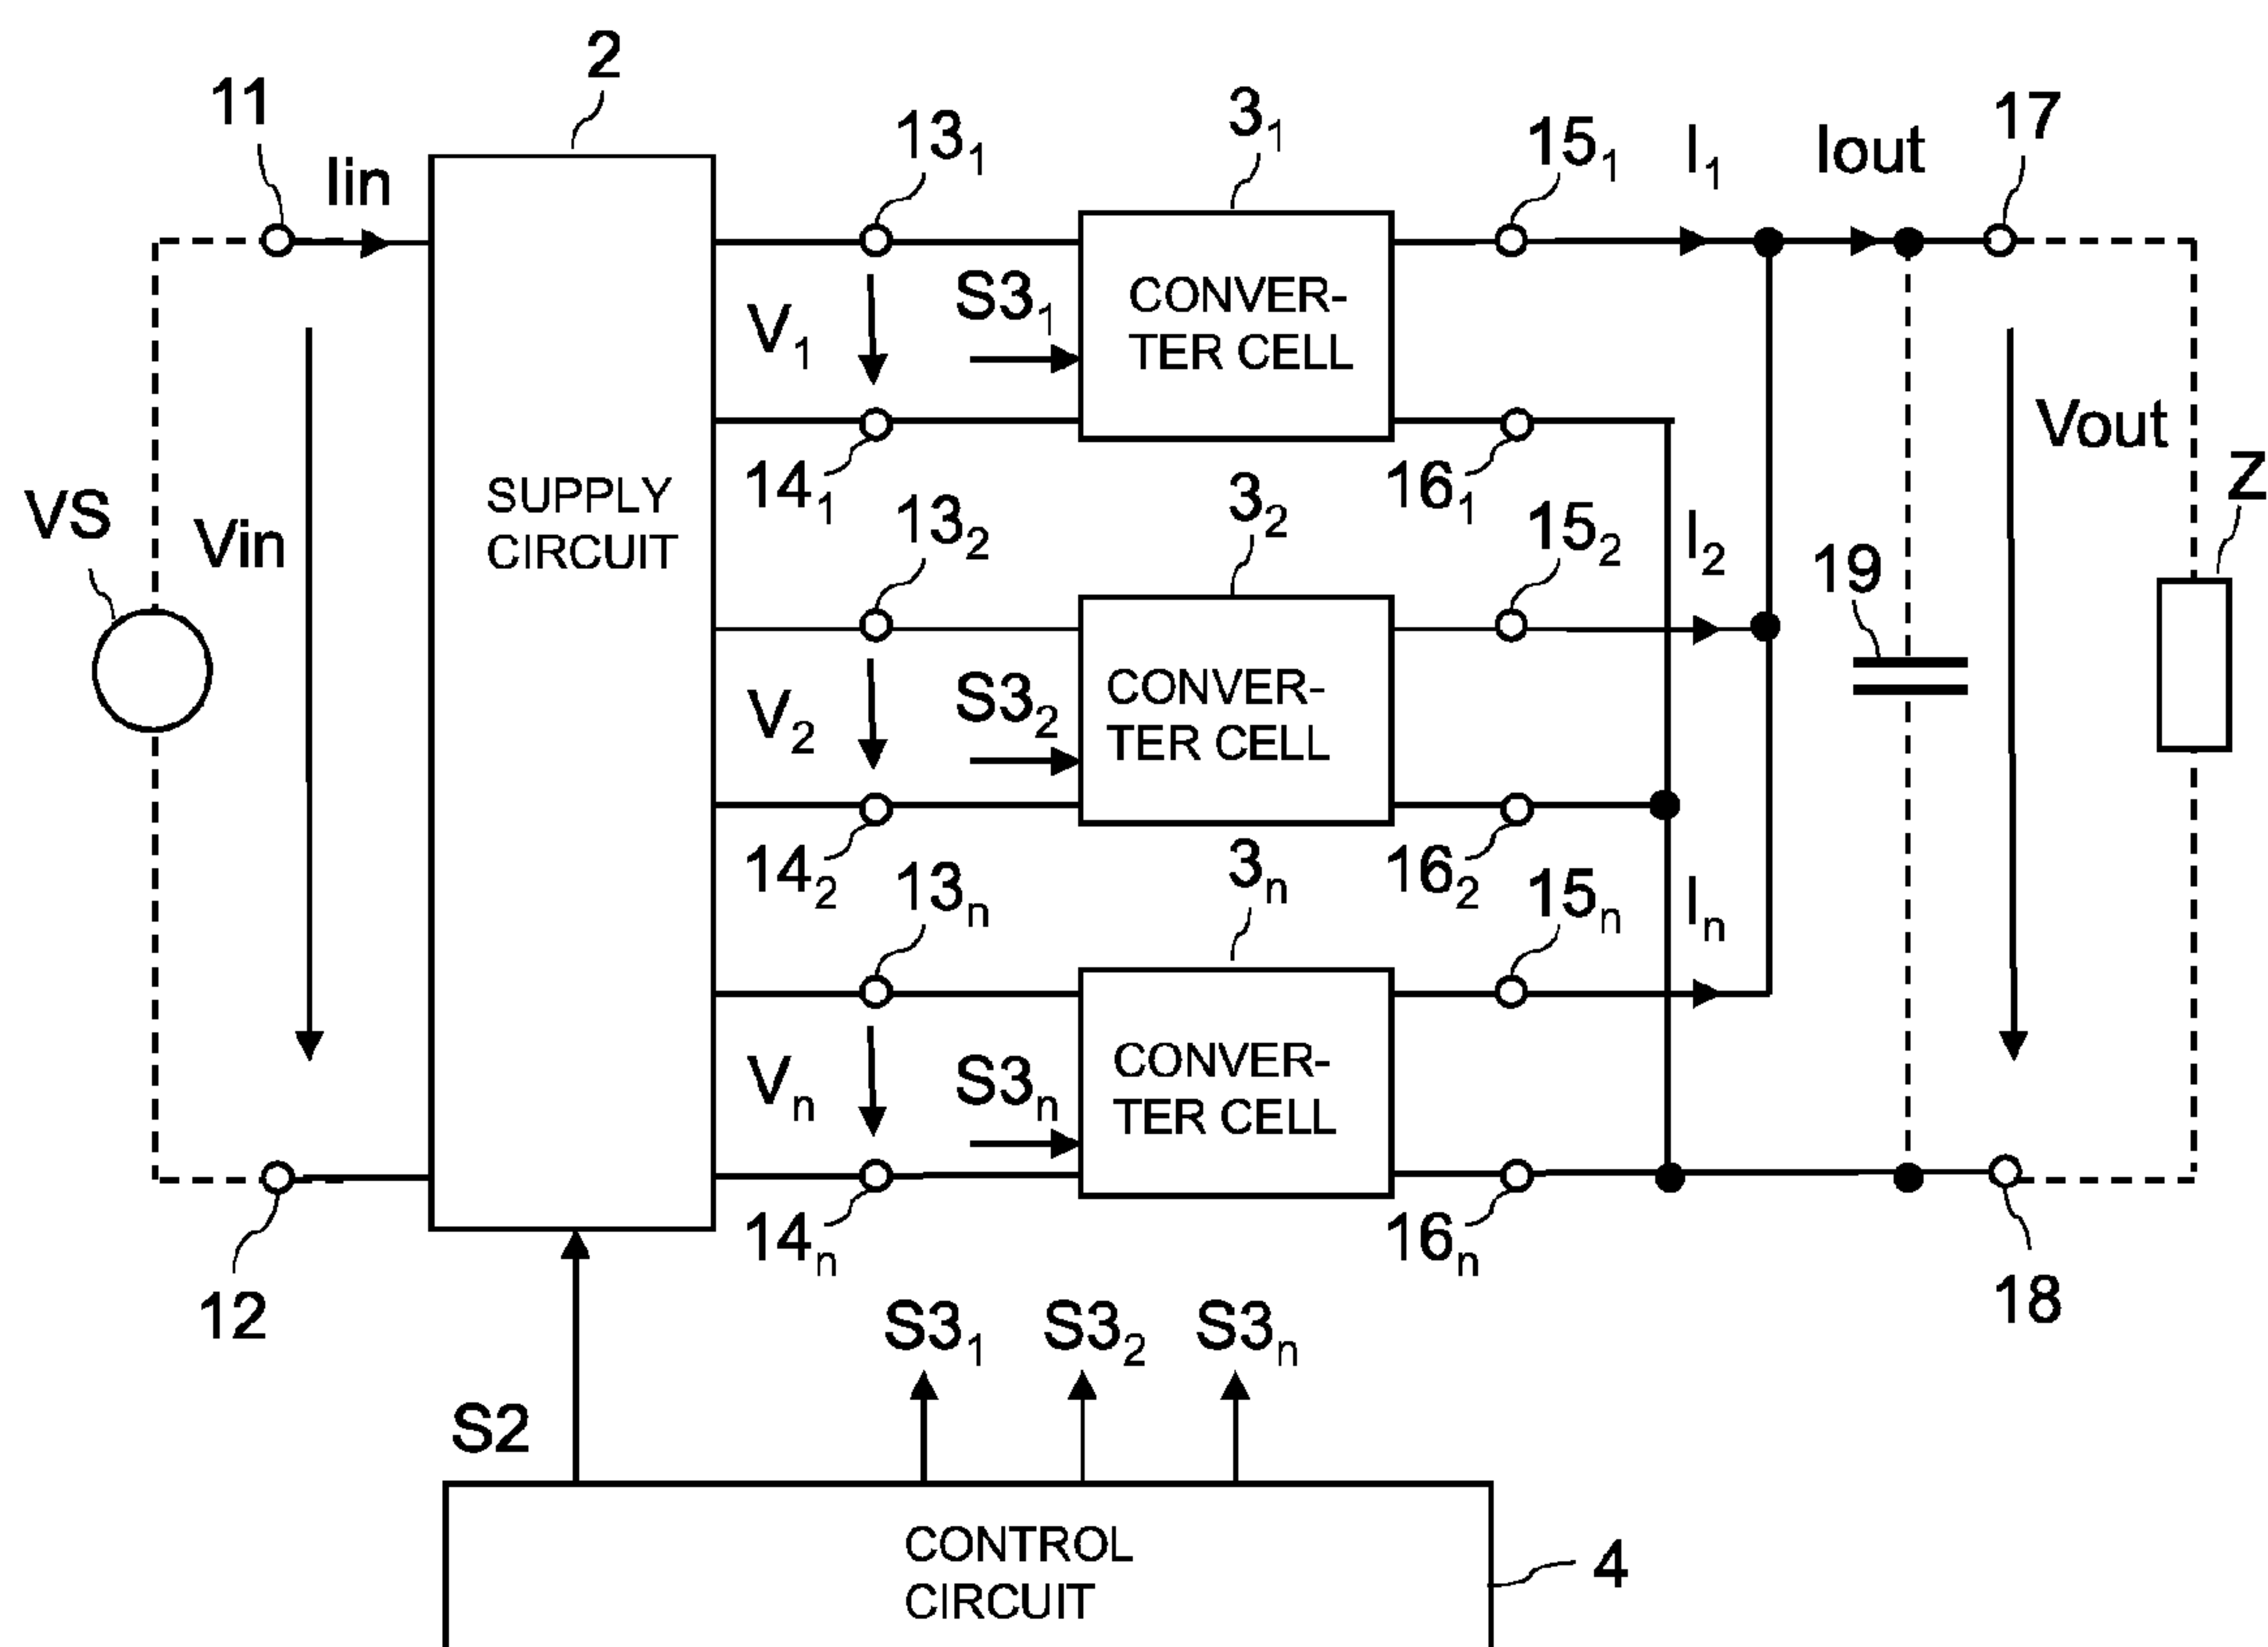 2
11
Iin
13₁
3₁
15₁
I₁
Iout
17
V₁
S3₁
CONVER-
TER CELL
Vout
VS
Vin
SUPPLY
CIRCUIT
14₁
16₁
Z
13₂
3₂
15₂
I₂
19
V₂
S3₂
CONVER-
TER CELL
14₂
16₂
13ₙ
3ₙ
15ₙ
Iₙ
Vₙ
S3ₙ
CONVER-
TER CELL
14ₙ
16ₙ
12
18
S3₁
S3₂
S3ₙ
S2
CONTROL
CIRCUIT
4